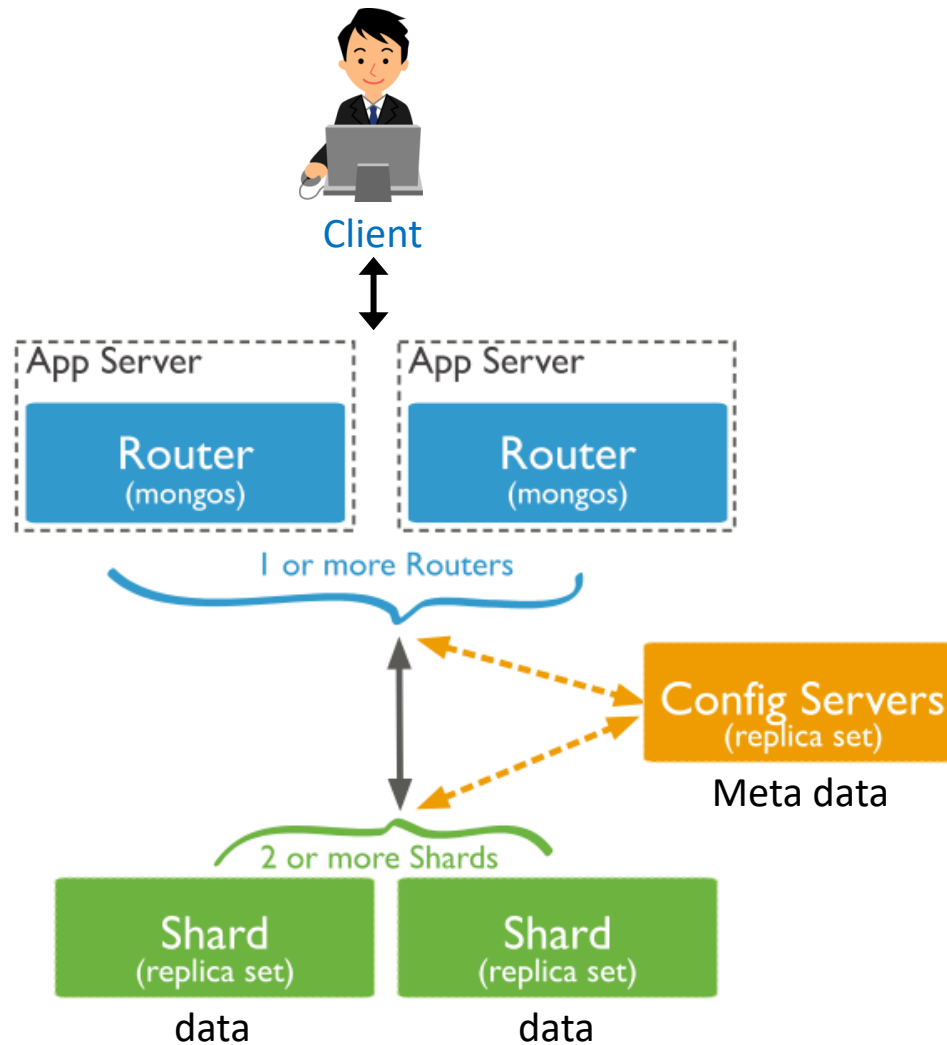 Client
App Server
App Server
Router
(mongos)
Router
(mongos)
1 or more Routers
Config Servers
(replica set)
Meta data
2 or more Shards
Shard
(replica set)
Shard
(replica set)
data
data